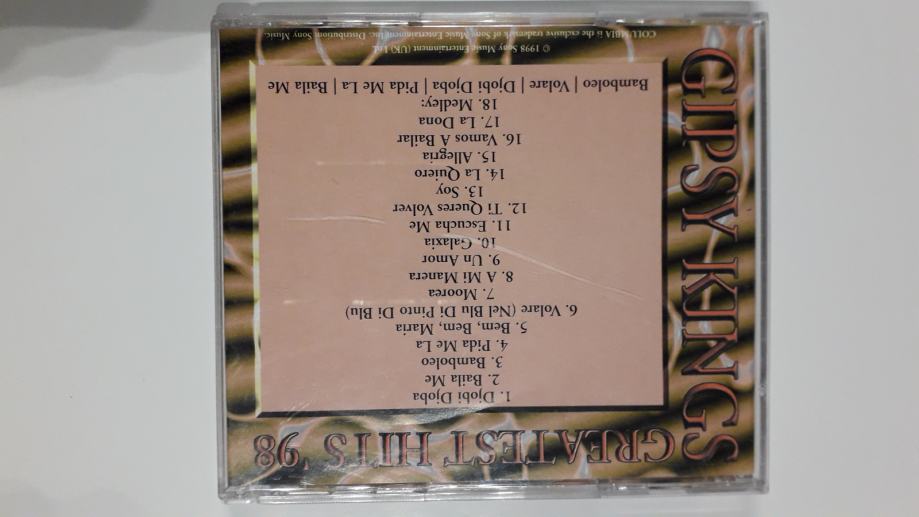 GREATEST HITS '98
GIPSY KINGS
1. Djobi Djoba
2. Baila Me
3. Bamboleo
4. Pida Me La
5. Bem, Bem, Maria
6. Volare (Nel Blu Di Pinto Di Blu)
7. Moorea
8. A Mi Manera
9. Un Amor
10. Galaxia
11. Escucha Me
12. Ti Queres Volver
13. Soy
14. La Quiero
15. Allegria
16. Vamos A Bailar
17. La Dona
18. Medley:
Bamboleo | Volare | Djobi Djoba | Pida Me La | Baila Me
© 1998 Sony Music Entertainment (UK) Ltd.
COLUMBIA is the exclusive trademark of Sony Music Entertainment Inc. Distribution: Sony Music.